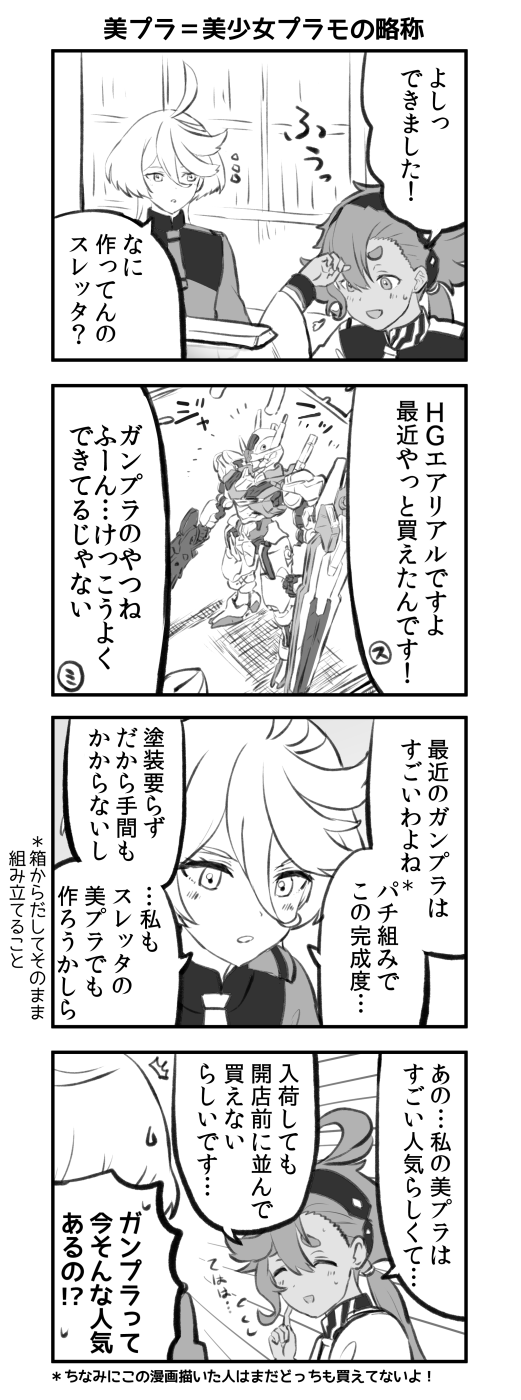 美プラ＝美少女プラモの略称
よしっ
できました！
ふぅっ
なに
作ってんの
スレッタ？
ＨＧエアリアルですよ
最近やっと買えたんです！
ス
ジャ
ジャーン
ガンプラのやつね
ふーん…けっこうよく
できてるじゃない
ミ
最近のガンプラは
すごいわよね
＊パチ組みで
この完成度…
塗装要らず
だから手間も
かからないし
…私も
スレッタの
美プラでも
作ろうかしら
＊箱からだしてそのまま
組み立てること
あの…私の美プラは
すごい人気らしくて…
入荷しても
開店前に並んで
買えない
らしいです…
てはは…
ガンプラって
今そんな人気
あるの!?
＊ちなみにこの漫画描いた人はまだどっちも買えてないよ！